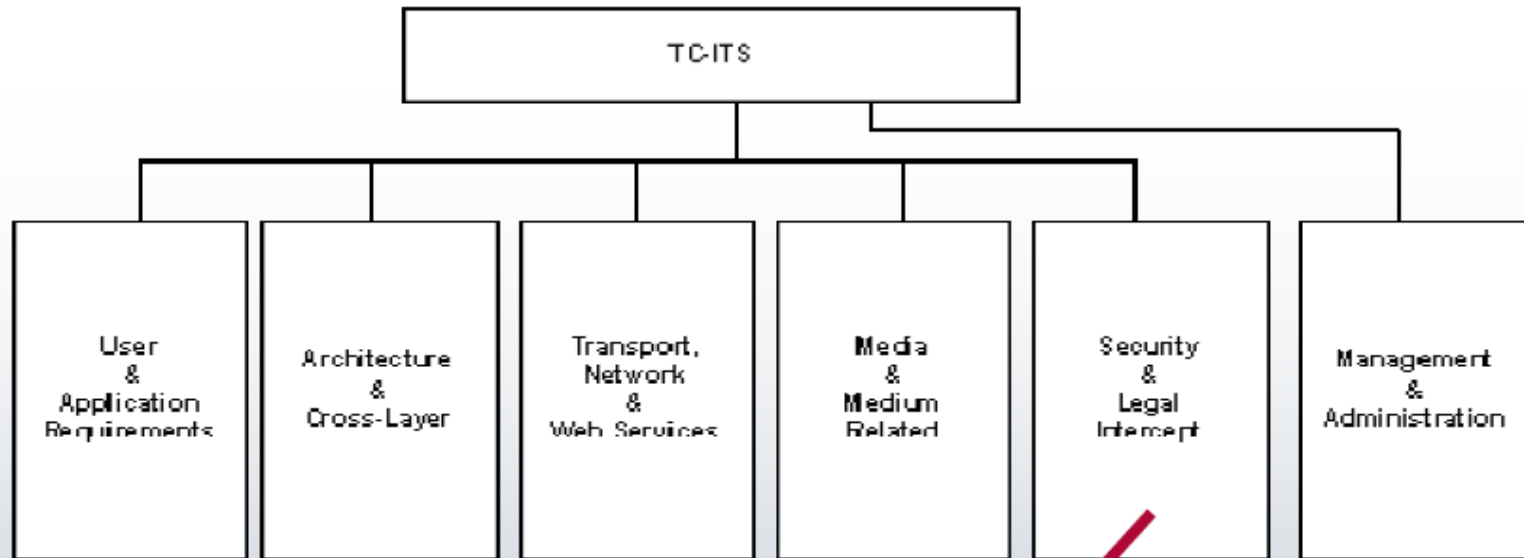 TC-ITS
User
&
Application
Requirements
Architecture
&
Cross-Layer
Transport,
Network
&
Web Services
Media
&
Medium
Related
Security
&
Legal
Intercept
Management
&
Administration